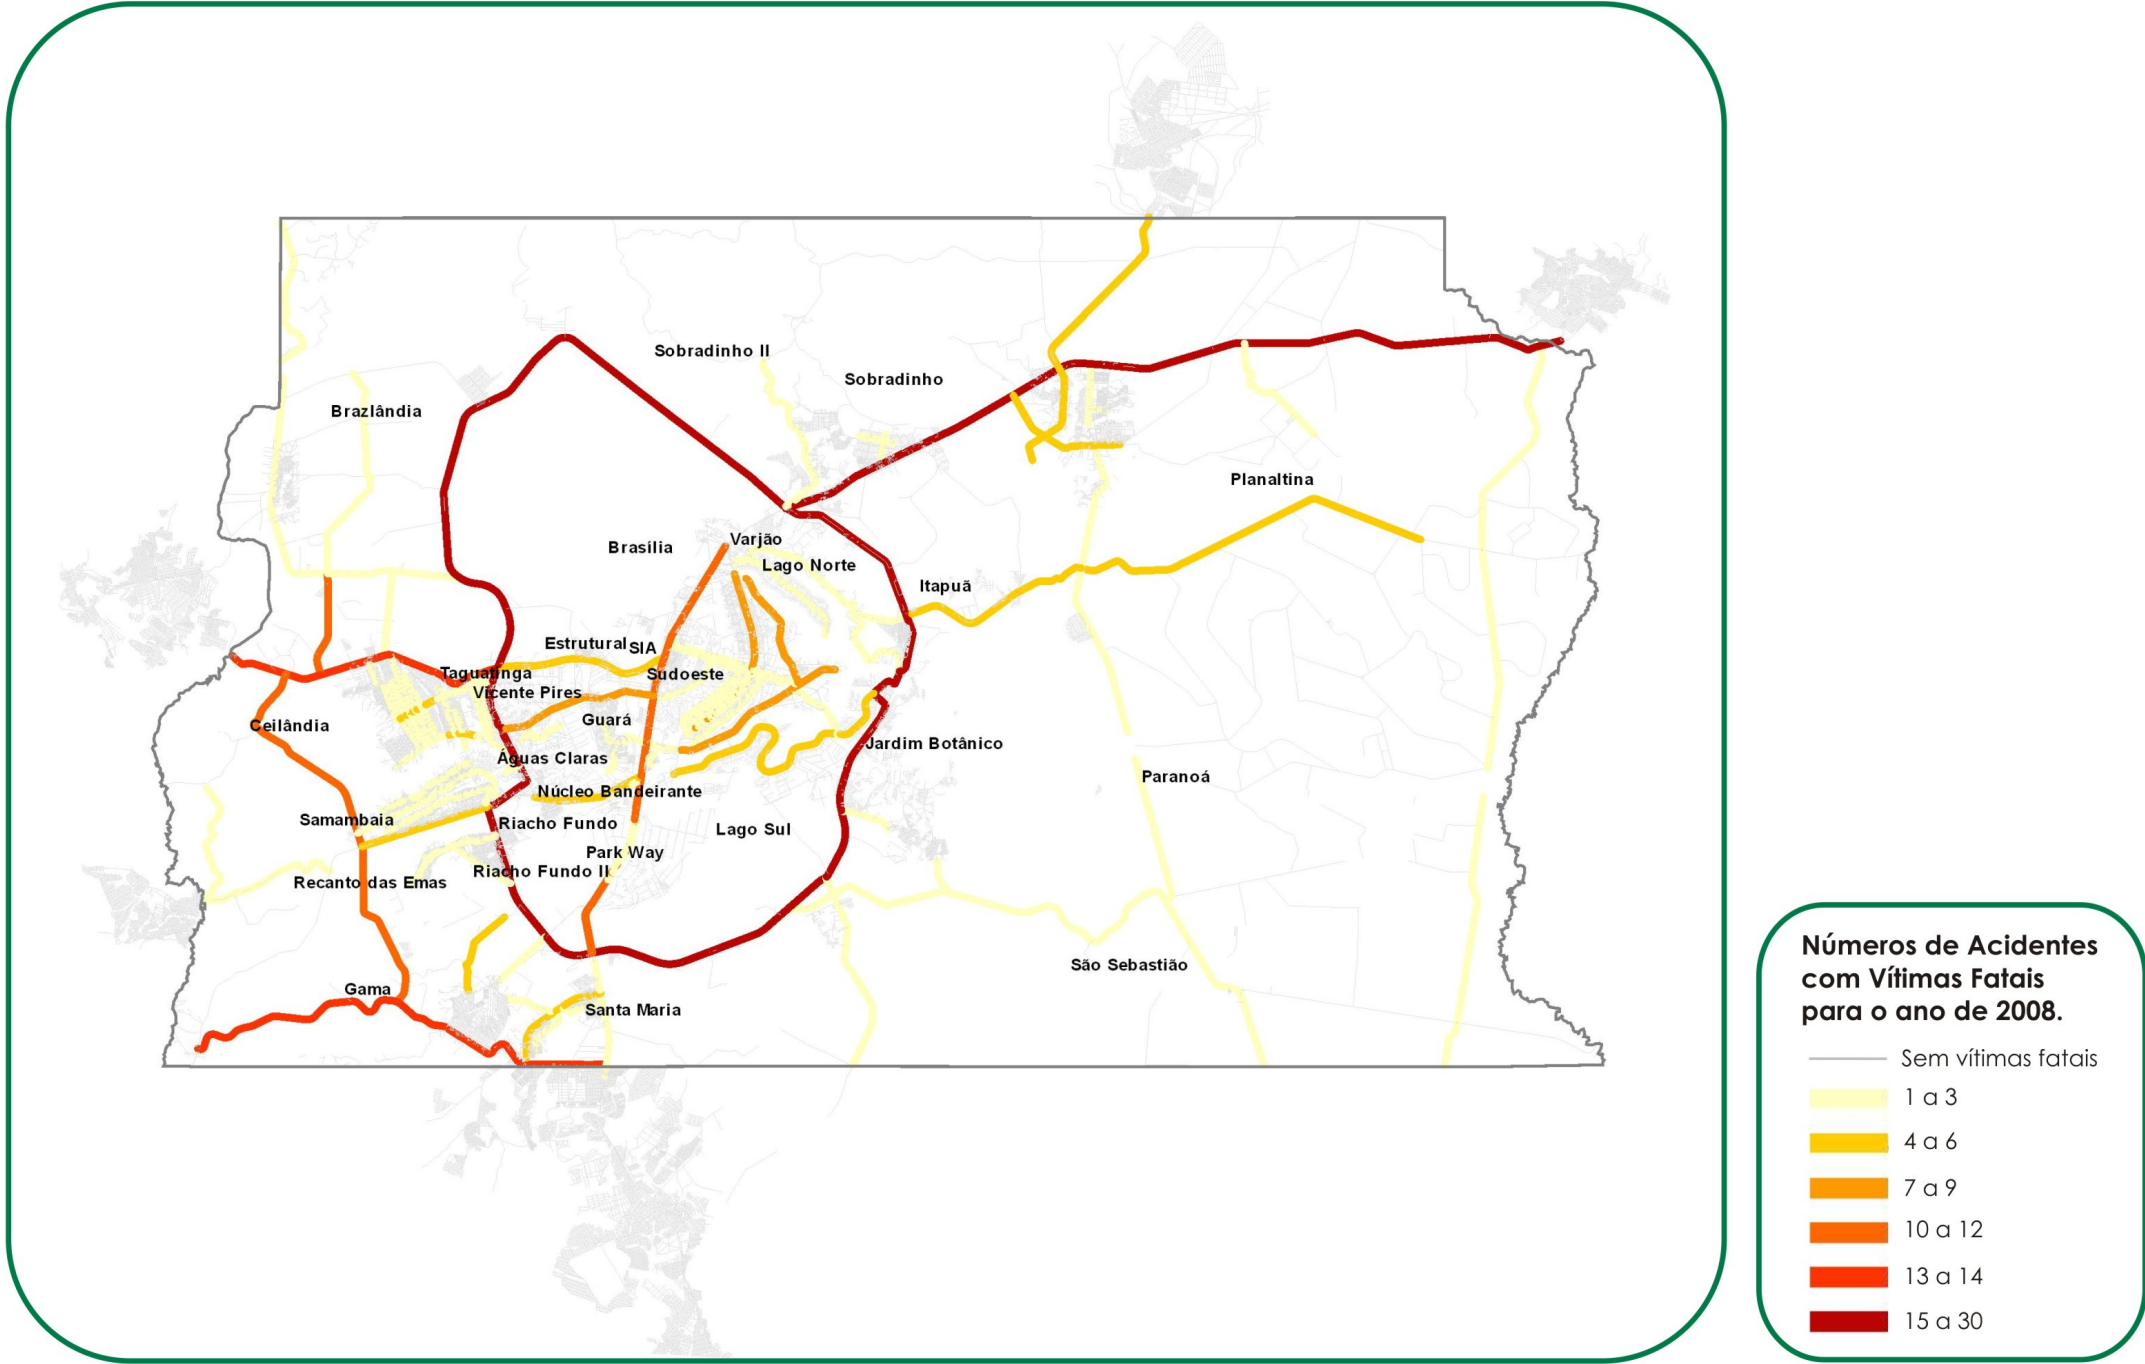 Sobradinho II
Sobradinho
Brazlândia
Planaltina
Varjão
Brasília
Lago Norte
Itapuã
Estrutural
SIA
Taguatinga
Sudoeste
Vicente Pires
Guará
Ceilândia
Jardim Botânico
Águas Claras
Paranoá
Núcleo Bandeirante
Samambaia
Riacho Fundo
Lago Sul
Park Way
Riacho Fundo II
Recanto das Emas
São Sebastião
Gama
Santa Maria
Números de Acidentes
com Vítimas Fatais
para o ano de 2008.
Sem vítimas fatais
1 a 3
4 a 6
7 a 9
10 a 12
13 a 14
15 a 30